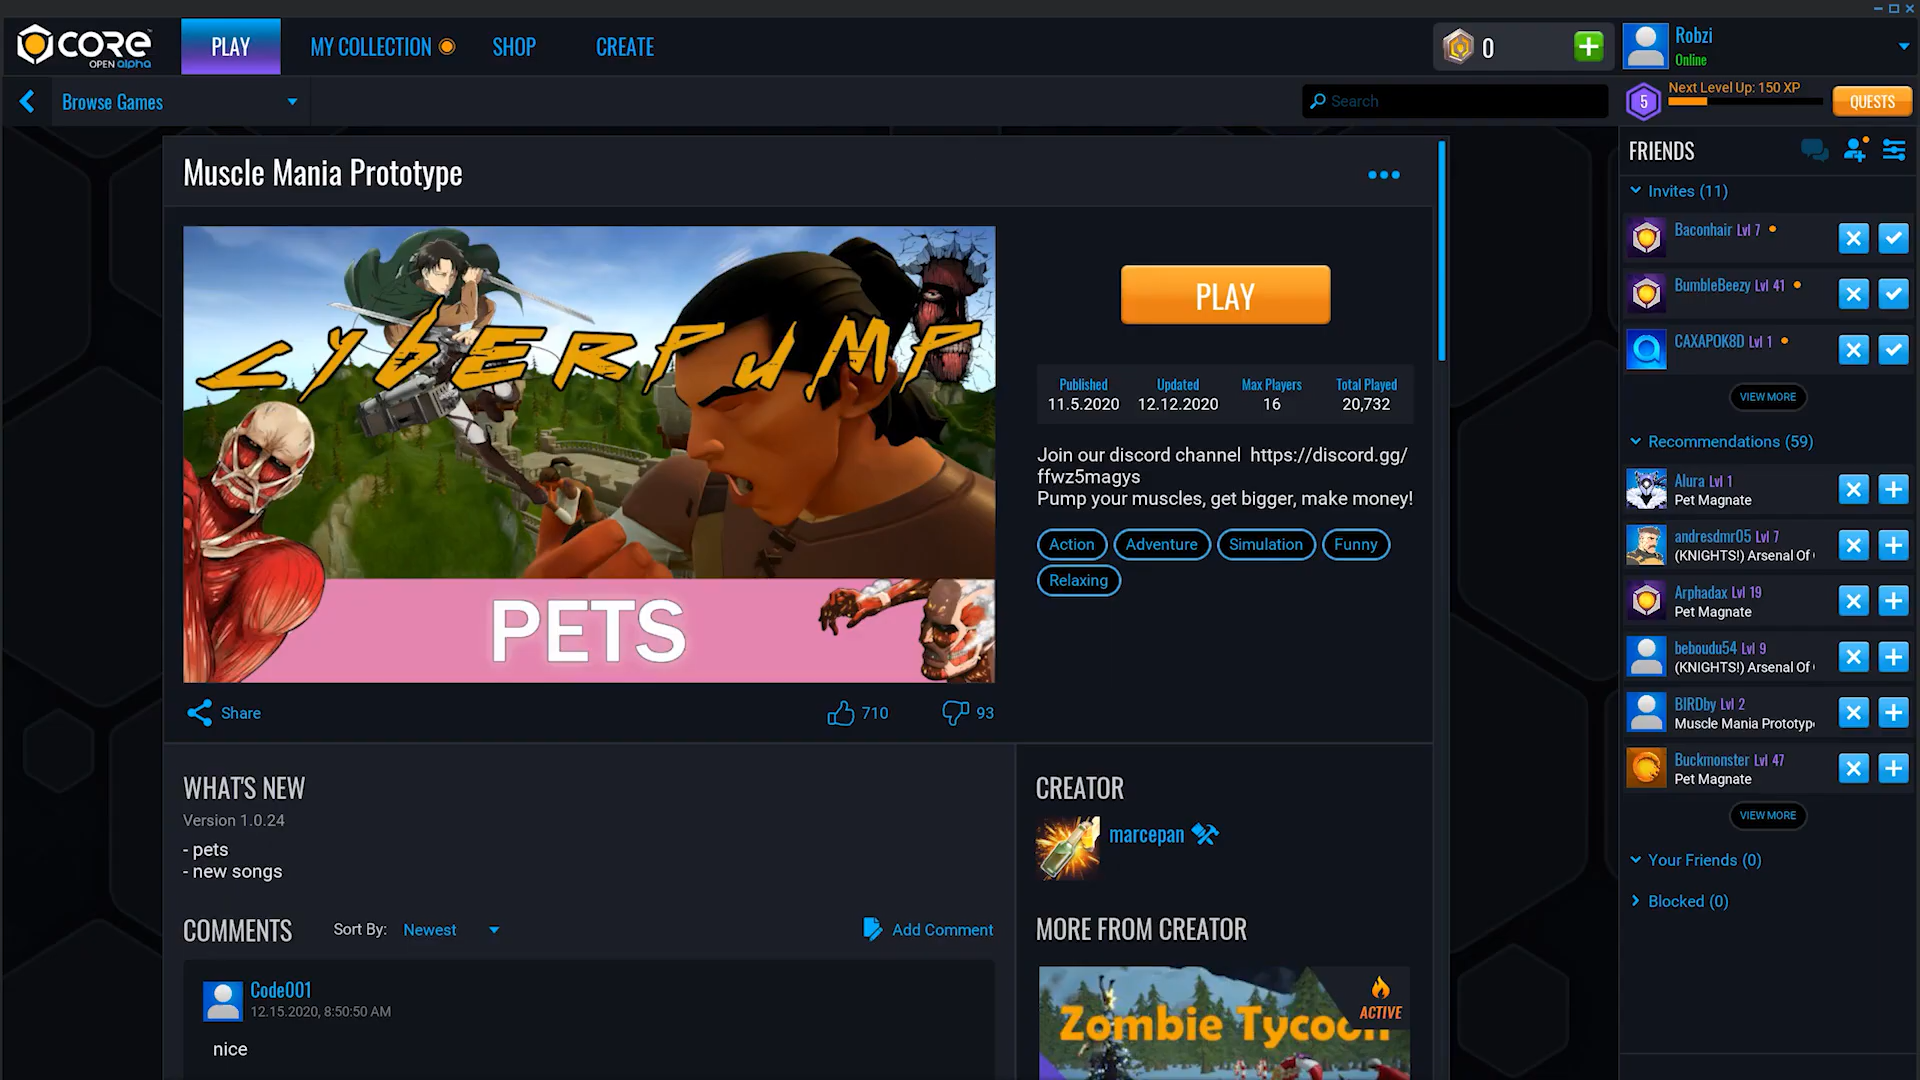 CORE
OPEN alpha
PLAY
MY COLLECTION
SHOP
CREATE
0
Robzi
Online
Browse Games
Search
5
Next Level Up: 150 XP
QUESTS
Muscle Mania Prototype
CYBERPUMP
PETS
Share
710
93
PLAY
Published
11.5.2020
Updated
12.12.2020
Max Players
16
Total Played
20,732
Join our discord channel  https://discord.gg/
ffwz5magys
Pump your muscles, get bigger, make money!
Action
Adventure
Simulation
Funny
Relaxing
WHAT'S NEW
Version 1.0.24
- pets
- new songs
COMMENTS
Sort By: Newest
Add Comment
Code001
12.15.2020, 8:50:50 AM
nice
CREATOR
marcepan
MORE FROM CREATOR
Zombie Tycoon
ACTIVE
FRIENDS
Invites (11)
Baconhair Lvl 7
BumbleBeezy Lvl 41
CAXAPOK8D Lvl 1
VIEW MORE
Recommendations (59)
Alura Lvl 1
Pet Magnate
andresdmr05 Lvl 7
(KNIGHTS!) Arsenal Of
Arphadax Lvl 19
Pet Magnate
beboudu54 Lvl 9
(KNIGHTS!) Arsenal Of
BIRDby Lvl 2
Muscle Mania Prototyp
Buckmonster Lvl 47
Pet Magnate
VIEW MORE
Your Friends (0)
Blocked (0)